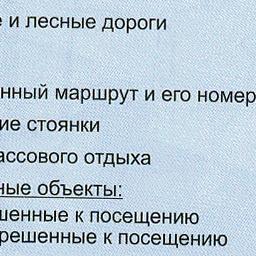 е и лесные дороги
нный маршрут и его номер
ие стоянки
ассового отдыха
ные объекты:
шенные к посещению
решенные к посещению